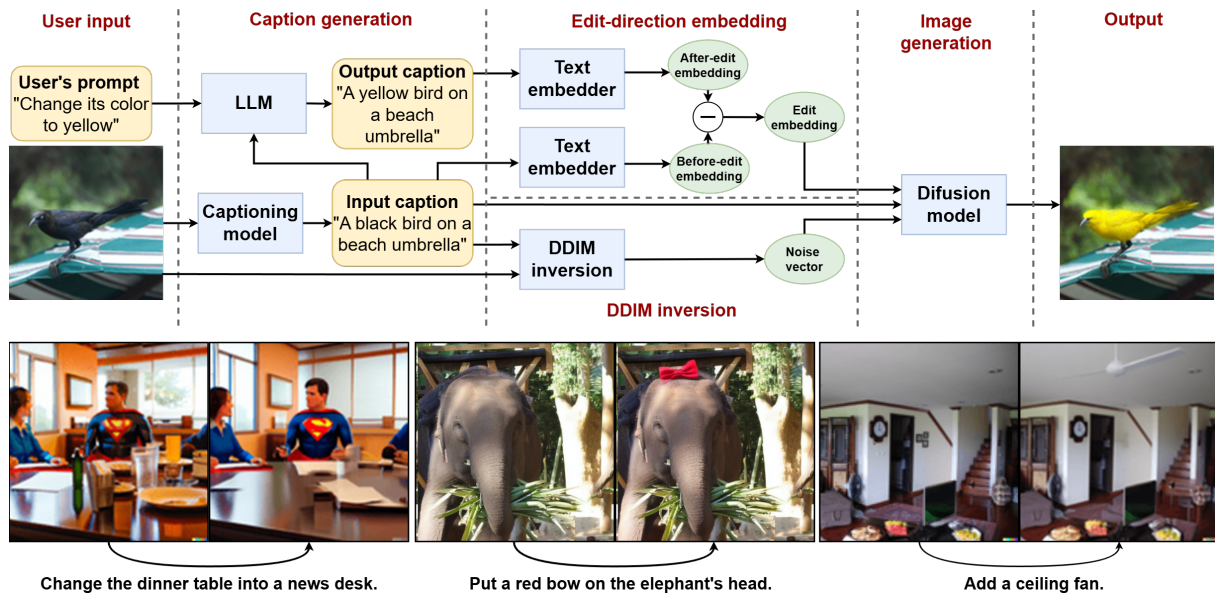 User input
Caption generation
Edit-direction embedding
Image
generation
Output
User's prompt
"Change its color
to yellow"
LLM
Output caption
"A yellow bird on
a beach
umbrella"
Text
embedder
After-edit
embedding
Edit
embedding
Text
embedder
Before-edit
embedding
Captioning
model
Input caption
"A black bird on a
beach umbrella"
DDIM
inversion
Noise
vector
Difusion
model
DDIM inversion
Change the dinner table into a news desk.
Put a red bow on the elephant's head.
Add a ceiling fan.